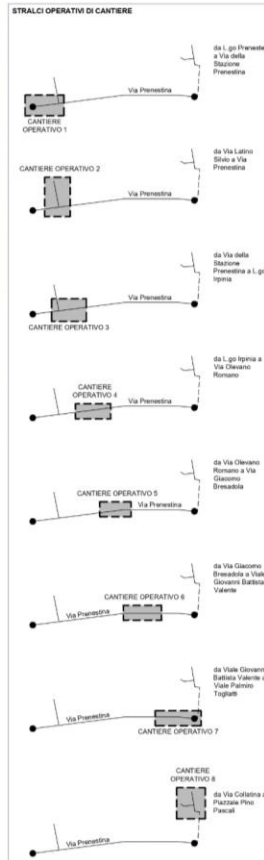 STRALCI OPERATIVI DI CANTIERE
da L.go Preneste
a Via della
Stazione
Prenestina
Via Prenestina
CANTIERE
OPERATIVO 1
da Via Latino
Silvio a Via
Prenestina
CANTIERE OPERATIVO 2
Via Prenestina
da Via della
Stazione
Prenestina a L.go
Irpinia
Via Prenestina
CANTIERE OPERATIVO 3
da L.go Irpinia a
Via Olevano
Romano
CANTIERE
OPERATIVO 4
Via Prenestina
da Via Olevano
Romano a Via
Giacomo
Bresadola
CANTIERE OPERATIVO 5
Via Prenestina
da Via Giacomo
Bresadola a Viale
Giovanni Battista
Valente
CANTIERE OPERATIVO 6
Via Prenestina
da Viale Giovanni
Battista Valente a
Viale Palmiro
Togliatti
Via Prenestina
CANTIERE OPERATIVO 7
CANTIERE
OPERATIVO 8
da Via Collatina a
Piazzale Pino
Pascali
Via Prenestina